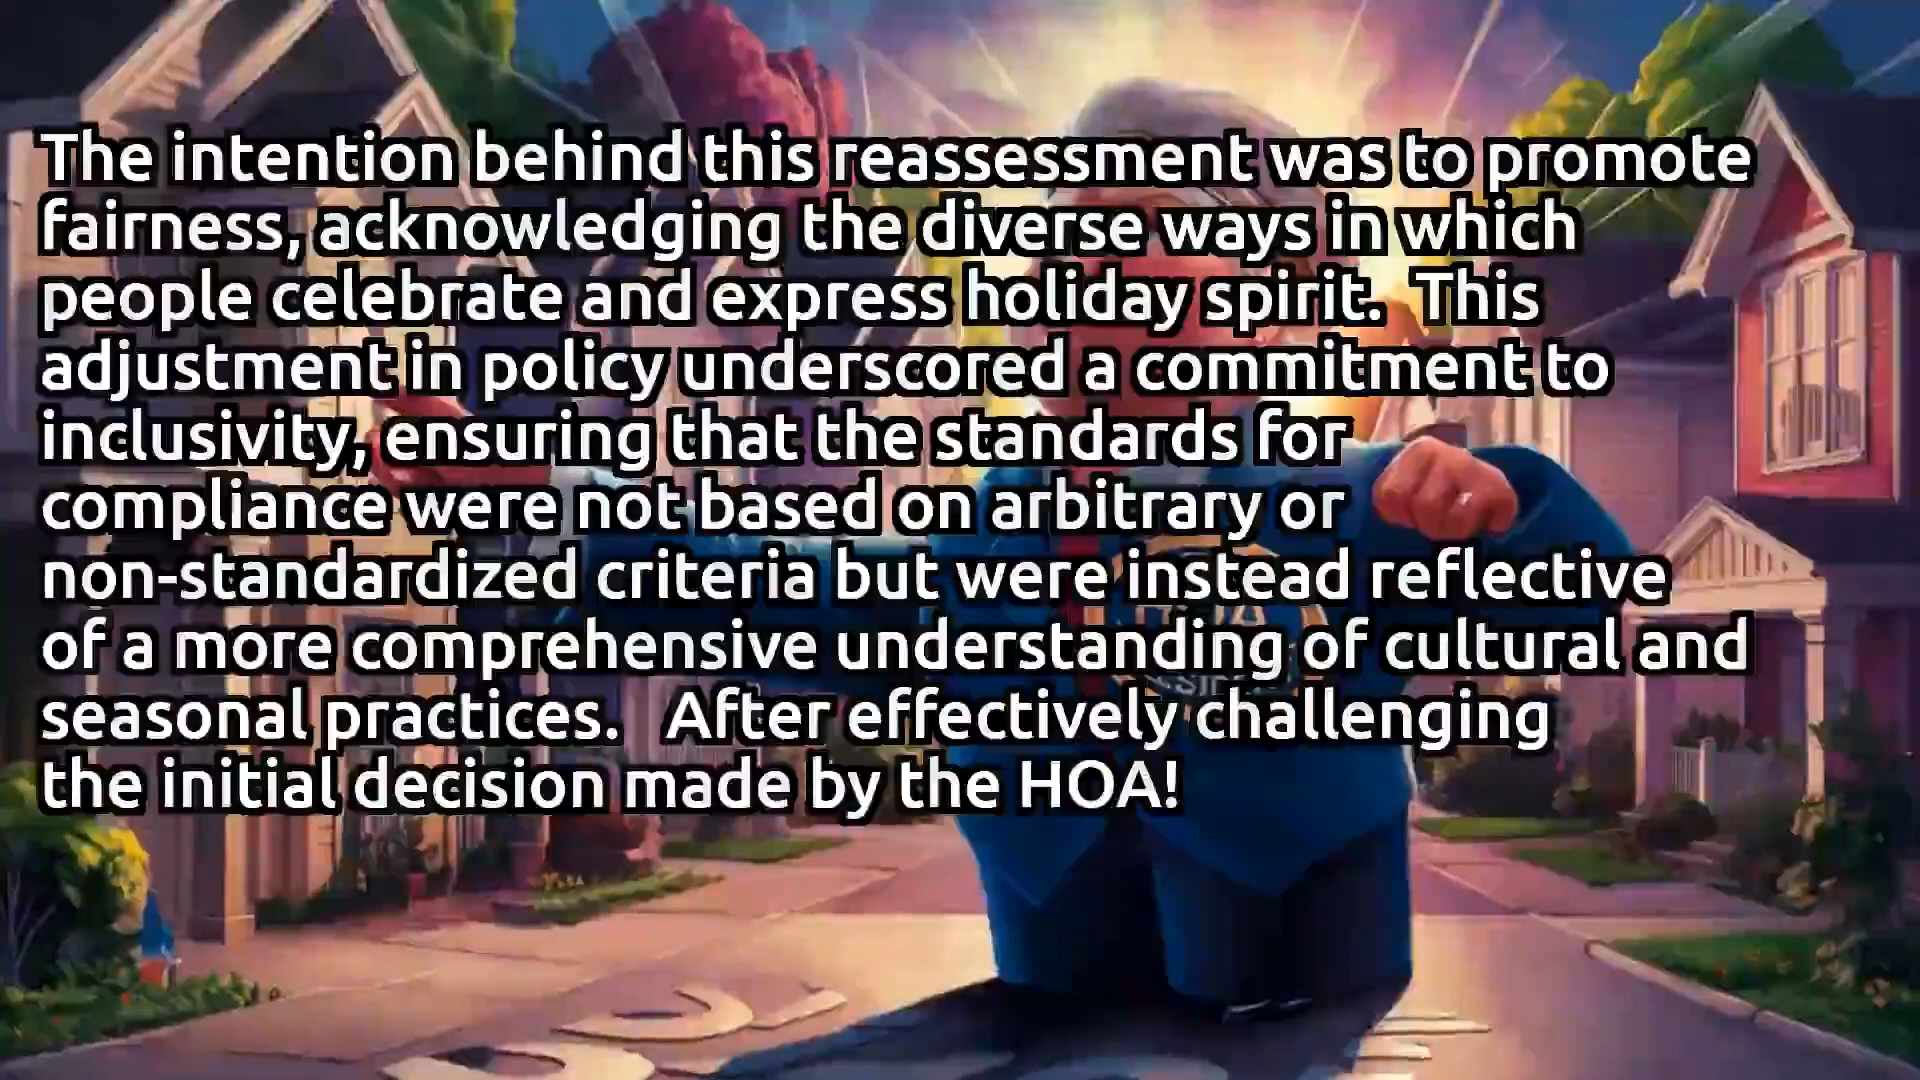 The intention behind this reassessment was to promote
fairness, acknowledging the diverse ways in which
people celebrate and express holiday spirit.  This
adjustment in policy underscored a commitment to
inclusivity, ensuring that the standards for
compliance were not based on arbitrary or
non-standardized criteria but were instead reflective
of a more comprehensive understanding of cultural and
seasonal practices.   After effectively challenging
the initial decision made by the HOA!